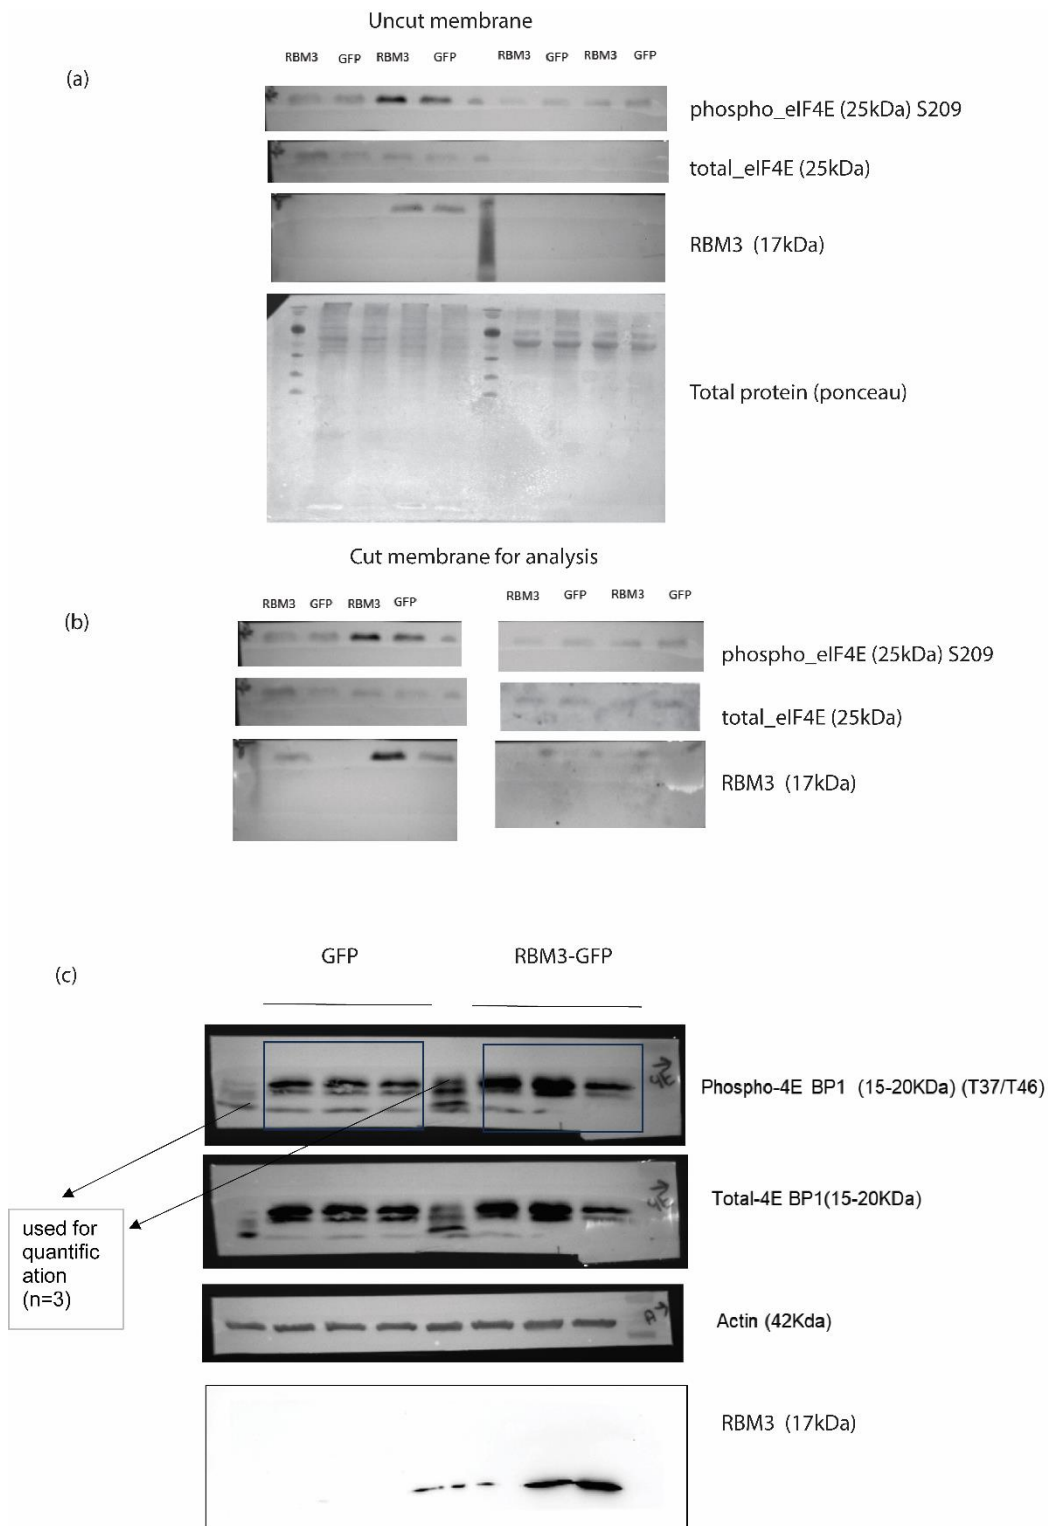 Uncut membrane
RBM3 GFP RBM3 GFP RBM3 GFP RBM3 GFP
(a)
phospho_eIF4E (25kDa) S209
total_eIF4E (25kDa)
RBM3 (17kDa)
Total protein (ponceau)
Cut membrane for analysis
RBM3 GFP RBM3 GFP RBM3 GFP RBM3 GFP
(b)
phospho_eIF4E (25kDa) S209
total_eIF4E (25kDa)
RBM3 (17kDa)
GFP RBM3-GFP
(c)
Phospho-4E BP1 (15-20KDa) (T37/T46)
Total-4E BP1(15-20KDa)
used for
quantific
ation
(n=3)
Actin (42Kda)
A→
RBM3 (17kDa)